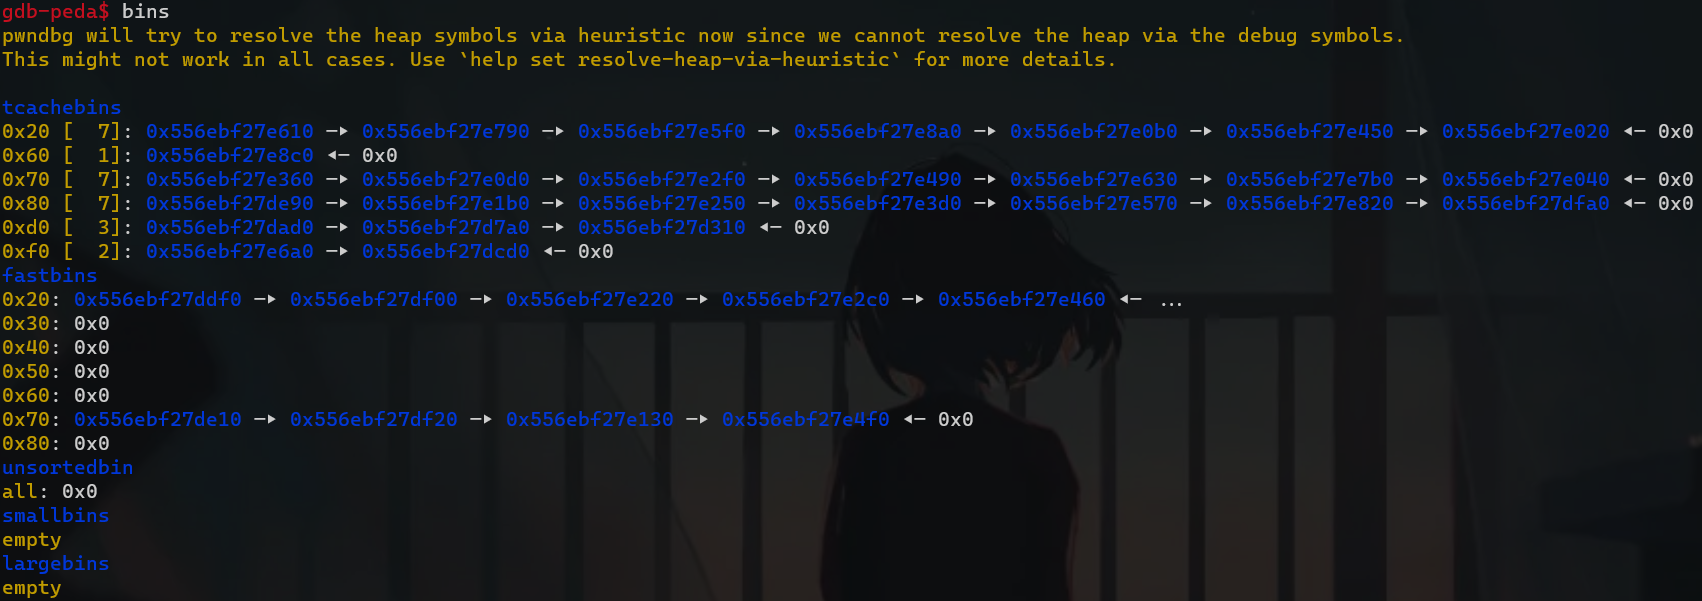 gdb-peda$ bins
pwndbg will try to resolve the heap symbols via heuristic now since we cannot resolve the heap via the debug symbols.
This might not work in all cases. Use `help set resolve-heap-via-heuristic` for more details.
tcachebins
0x20 [  7]: 0x556ebf27e610 —▸ 0x556ebf27e790 —▸ 0x556ebf27e5f0 —▸ 0x556ebf27e8a0 —▸ 0x556ebf27e0b0 —▸ 0x556ebf27e450 —▸ 0x556ebf27e020 ◂— 0x0
0x60 [  1]: 0x556ebf27e8c0 ◂— 0x0
0x70 [  7]: 0x556ebf27e360 —▸ 0x556ebf27e0d0 —▸ 0x556ebf27e2f0 —▸ 0x556ebf27e490 —▸ 0x556ebf27e630 —▸ 0x556ebf27e7b0 —▸ 0x556ebf27e040 ◂— 0x0
0x80 [  7]: 0x556ebf27de90 —▸ 0x556ebf27e1b0 —▸ 0x556ebf27e250 —▸ 0x556ebf27e3d0 —▸ 0x556ebf27e570 —▸ 0x556ebf27e820 —▸ 0x556ebf27dfa0 ◂— 0x0
0xd0 [  3]: 0x556ebf27dad0 —▸ 0x556ebf27d7a0 —▸ 0x556ebf27d310 ◂— 0x0
0xf0 [  2]: 0x556ebf27e6a0 —▸ 0x556ebf27dcd0 ◂— 0x0
fastbins
0x20: 0x556ebf27ddf0 —▸ 0x556ebf27df00 —▸ 0x556ebf27e220 —▸ 0x556ebf27e2c0 —▸ 0x556ebf27e460 ◂— ...
0x30: 0x0
0x40: 0x0
0x50: 0x0
0x60: 0x0
0x70: 0x556ebf27de10 —▸ 0x556ebf27df20 —▸ 0x556ebf27e130 —▸ 0x556ebf27e4f0 ◂— 0x0
0x80: 0x0
unsortedbin
all: 0x0
smallbins
empty
largebins
empty